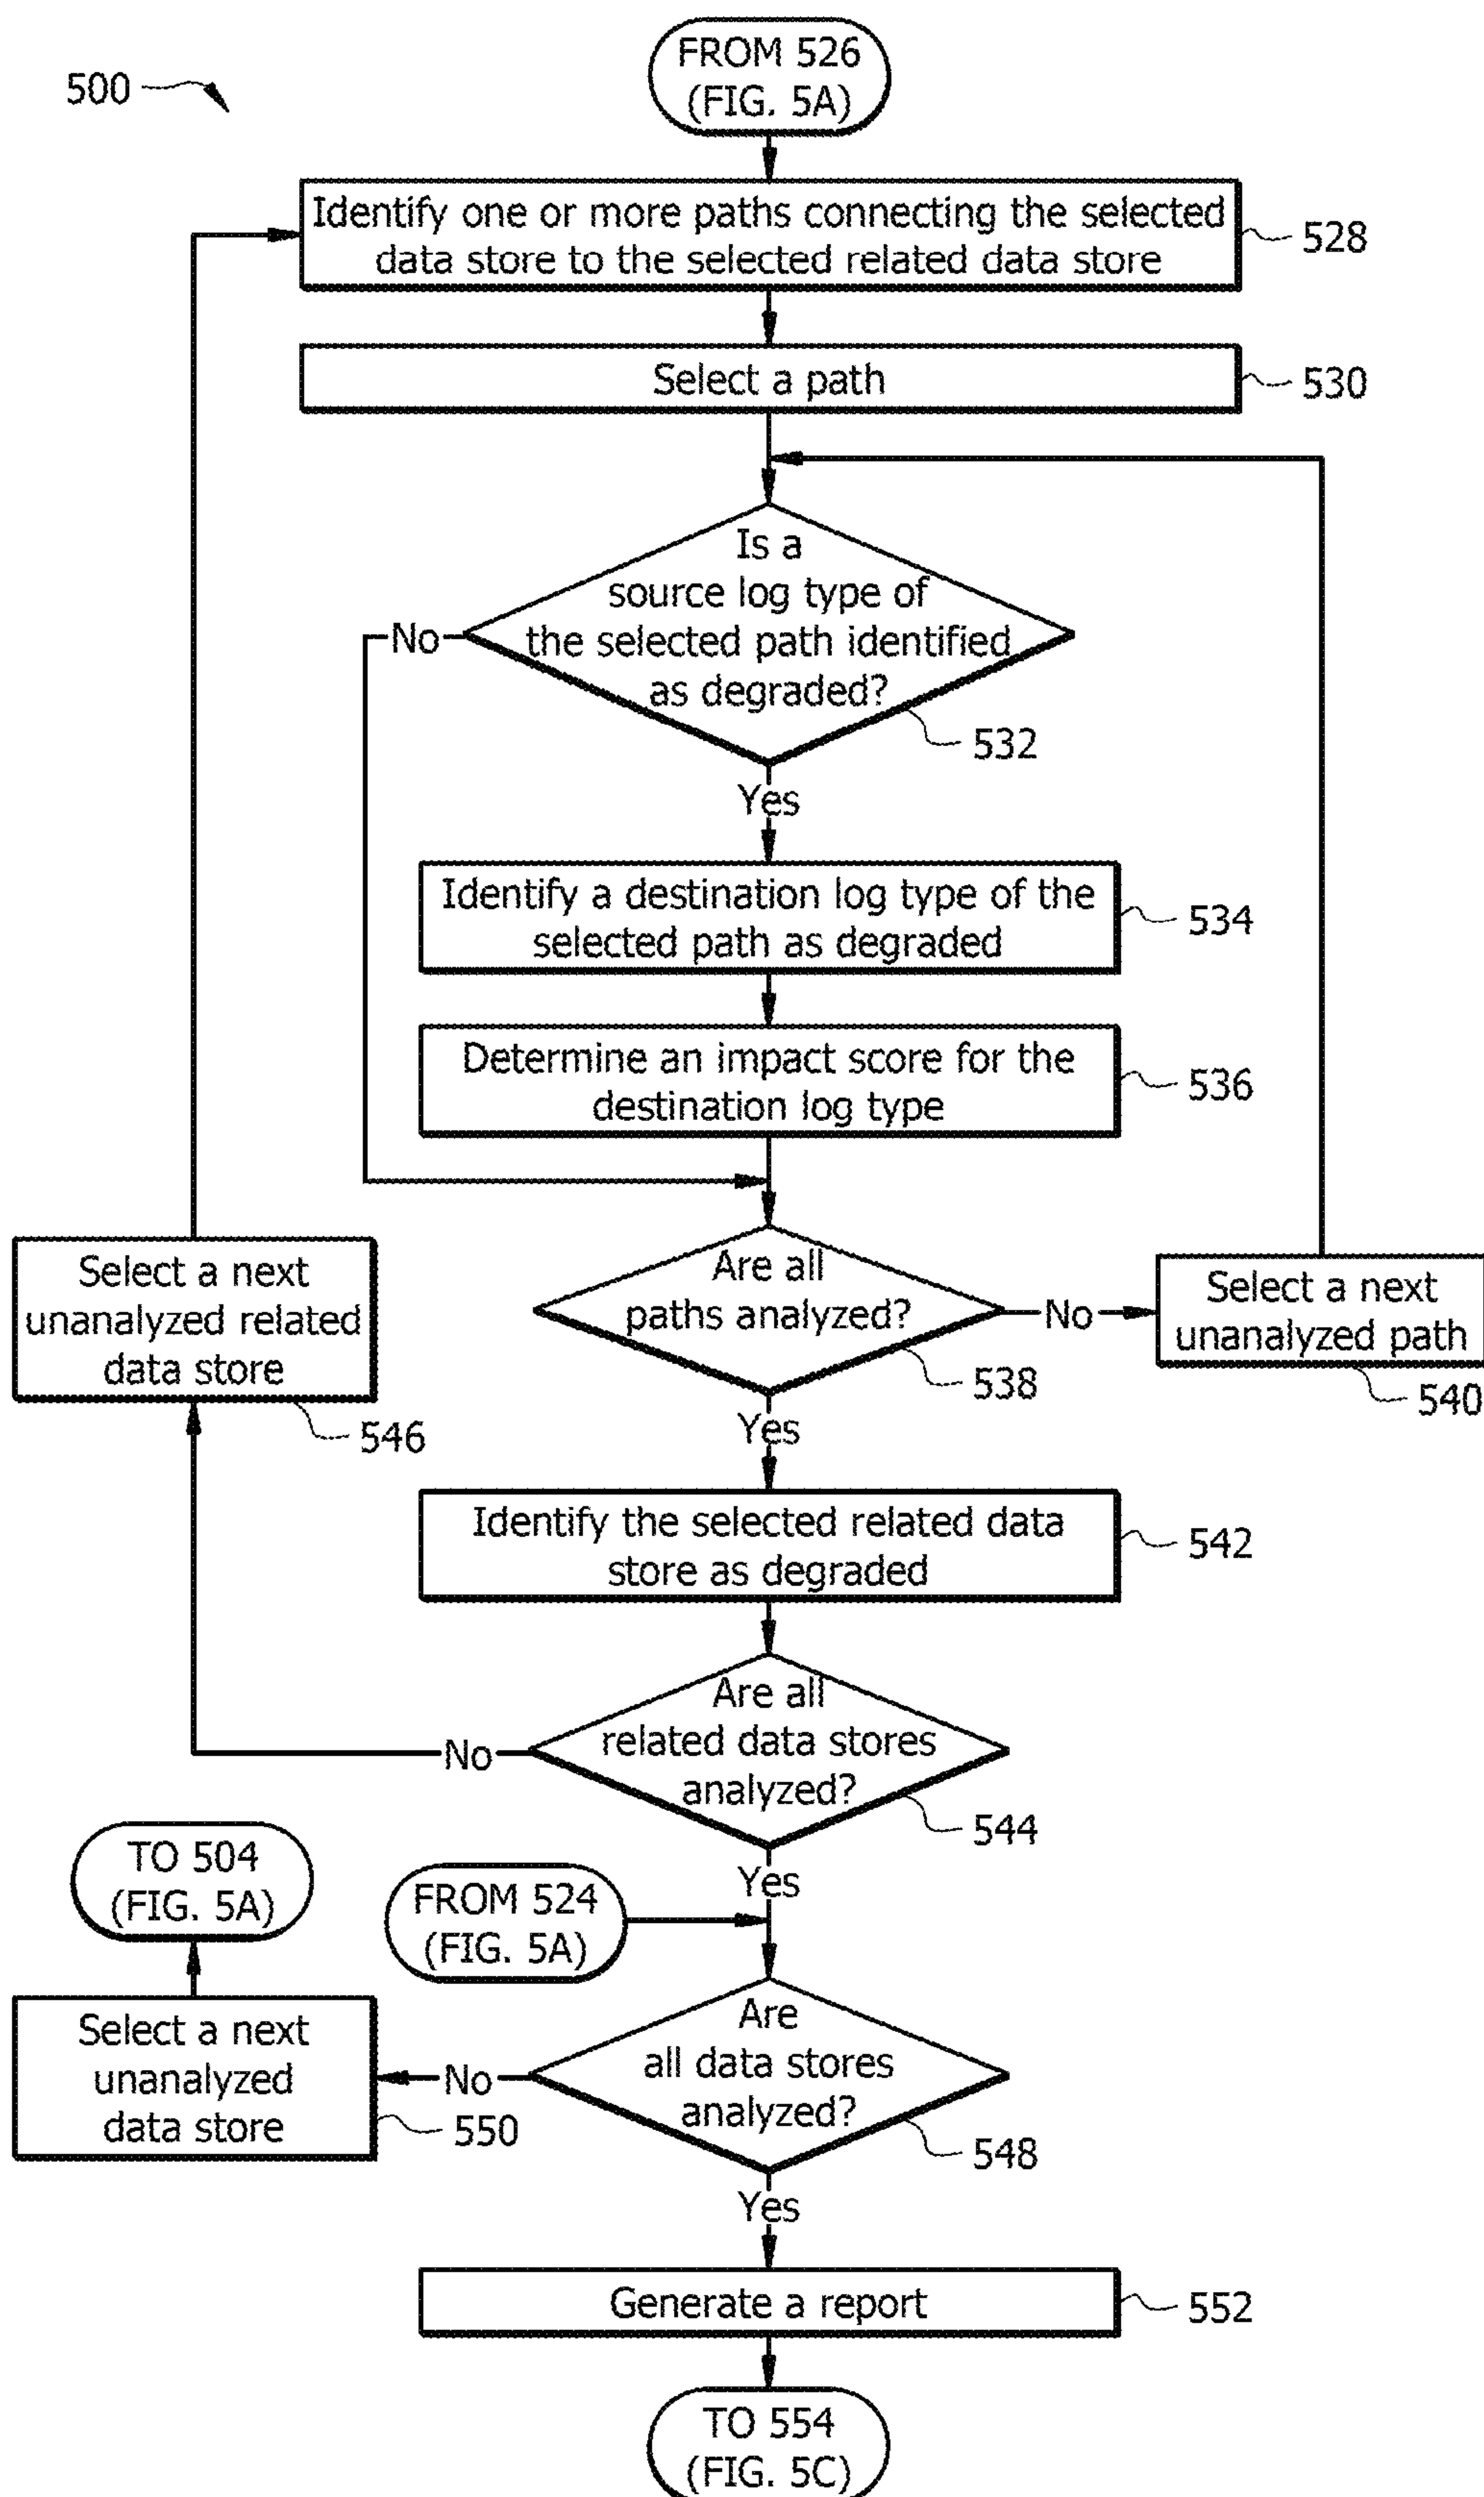 500
FROM 526
(FIG. 5A)
Identify one or more paths connecting the selected
data store to the selected related data store
528
Select a path
530
Is a
source log type of
the selected path identified
as degraded?
No
532
Yes
Identify a destination log type of the
selected path as degraded
534
Determine an impact score for the
destination log type
536
Are all
paths analyzed?
No
538
Select a next
unanalyzed path
540
Select a next
unanalyzed related
data store
546
Yes
Identify the selected related data
store as degraded
542
Are all
related data stores
analyzed?
No
544
Yes
TO 504
(FIG. 5A)
FROM 524
(FIG. 5A)
Select a next
unanalyzed
data store
550
No
Are
all data stores
analyzed?
548
Yes
Generate a report
552
TO 554
(FIG. 5C)